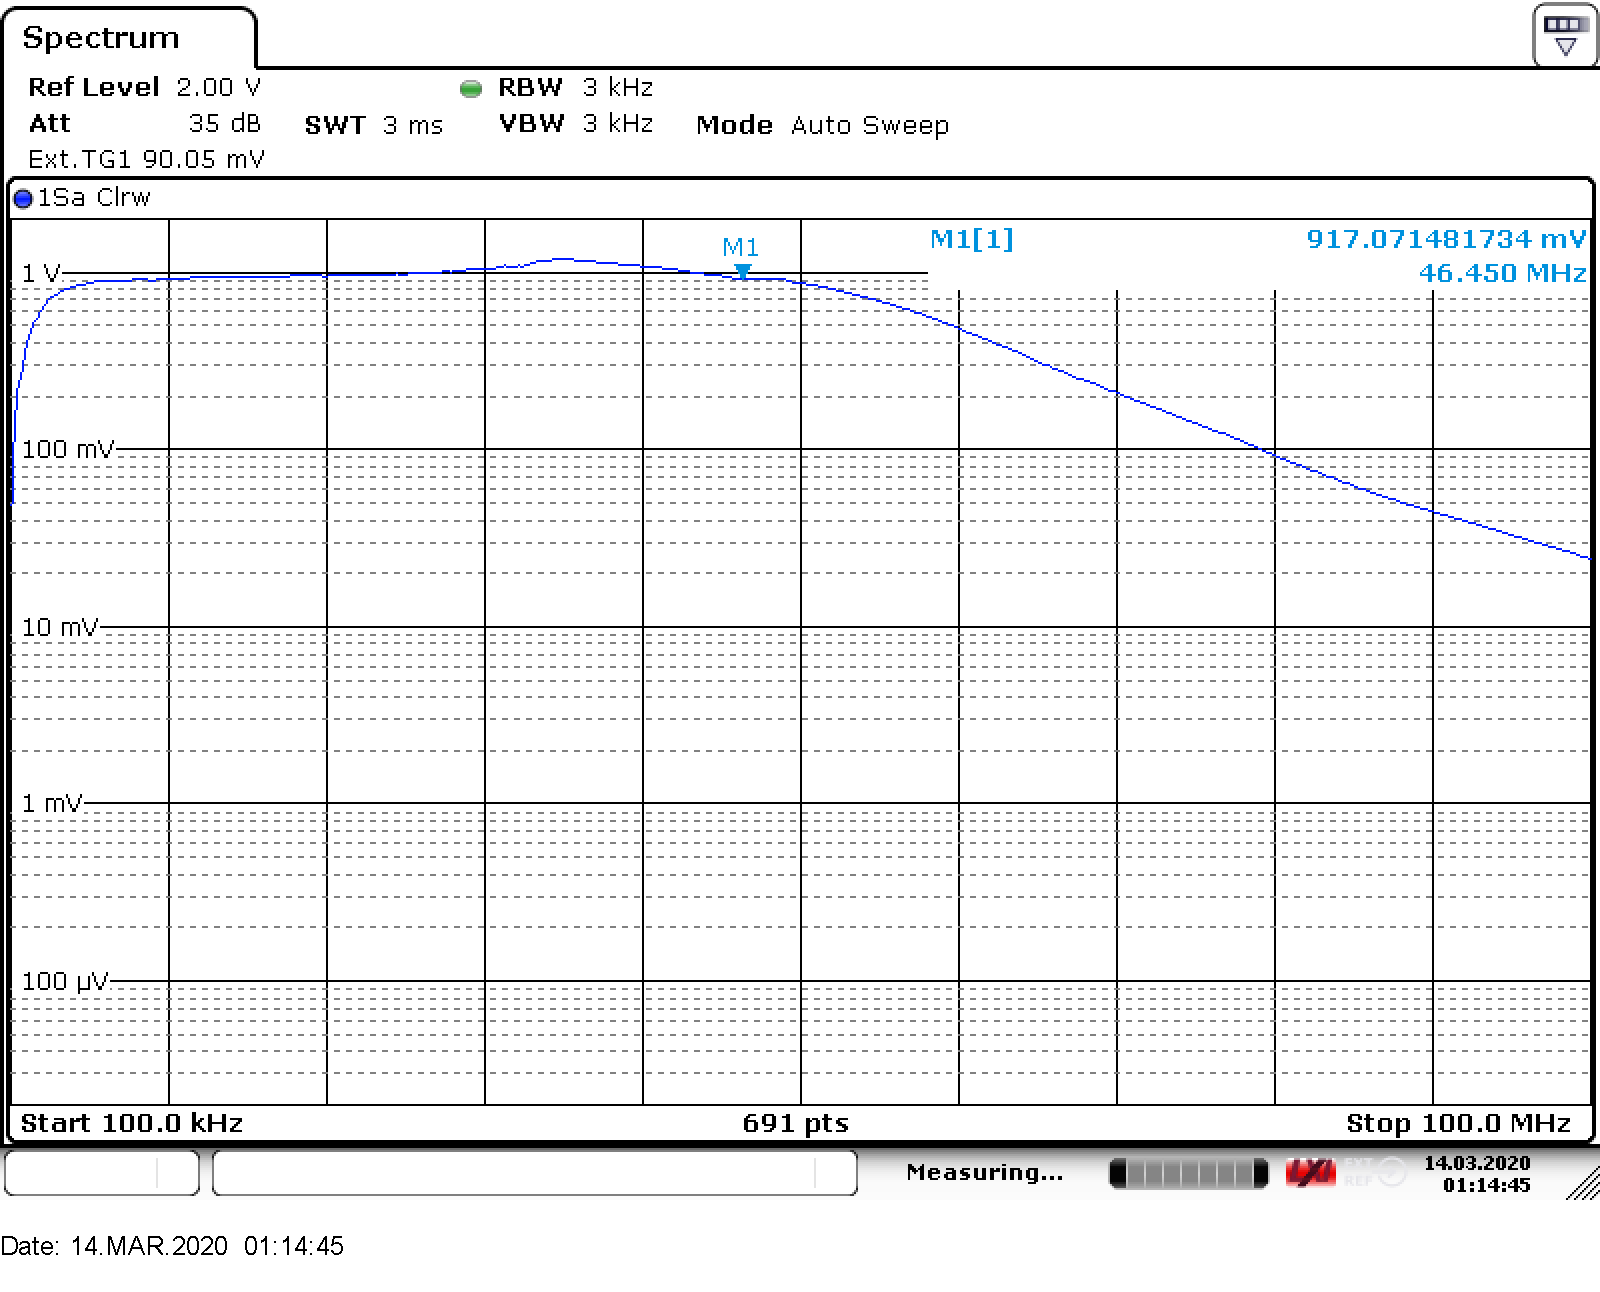 Spectrum
Ref Level 2.00 V RBW 3 kHz
Att 35 dB SWT 3 ms VBW 3 kHz Mode Auto Sweep
Ext.TG1 90.05 mV
1Sa Clrw
M1 M1[1] 917.071481734 mV
46.450 MHz
1 V
100 mV
10 mV
1 mV
100 µV
Start 100.0 kHz 691 pts Stop 100.0 MHz
Measuring... LXI EXT REF 14.03.2020
01:14:45
Date: 14.MAR.2020 01:14:45